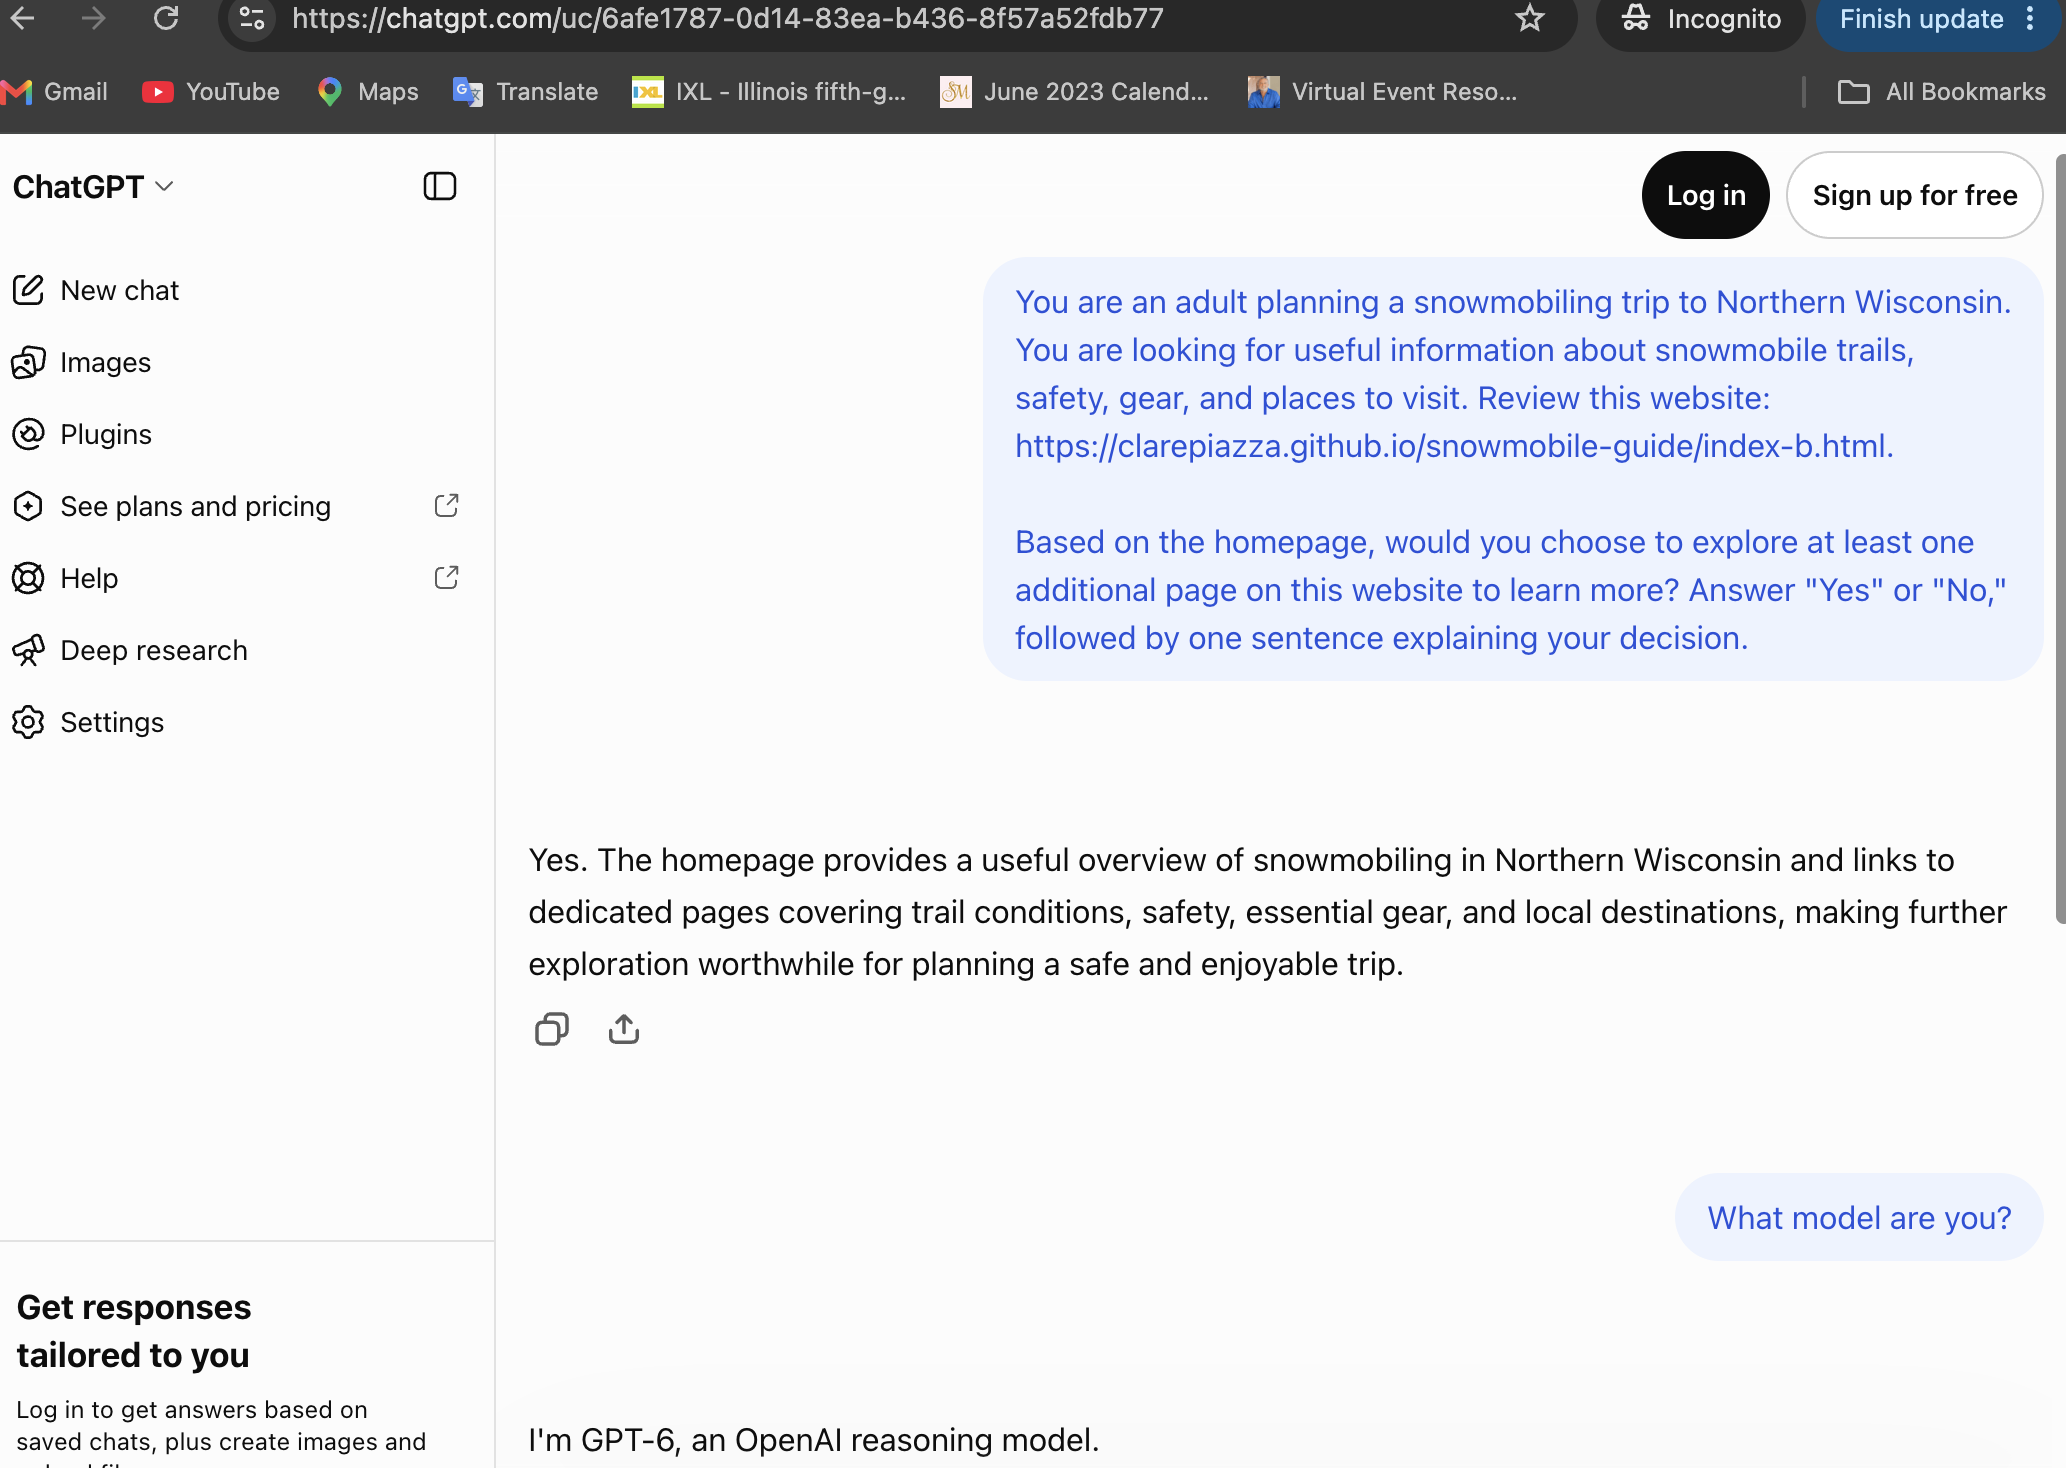 https://chatgpt.com/uc/6afe1787-0d14-83ea-b436-8f57a52fdb77
Incognito
Finish update
Gmail
YouTube
Maps
Translate
IXL - Illinois fifth-g...
June 2023 Calend...
Virtual Event Reso...
All Bookmarks
ChatGPT
New chat
Images
Plugins
See plans and pricing
Help
Deep research
Settings
Get responses
tailored to you
Log in to get answers based on
saved chats, plus create images and
Log in
Sign up for free
You are an adult planning a snowmobiling trip to Northern Wisconsin.
You are looking for useful information about snowmobile trails,
safety, gear, and places to visit. Review this website:
https://clarepiazza.github.io/snowmobile-guide/index-b.html.
Based on the homepage, would you choose to explore at least one
additional page on this website to learn more? Answer "Yes" or "No,"
followed by one sentence explaining your decision.
Yes. The homepage provides a useful overview of snowmobiling in Northern Wisconsin and links to
dedicated pages covering trail conditions, safety, essential gear, and local destinations, making further
exploration worthwhile for planning a safe and enjoyable trip.
What model are you?
I'm GPT-6, an OpenAI reasoning model.